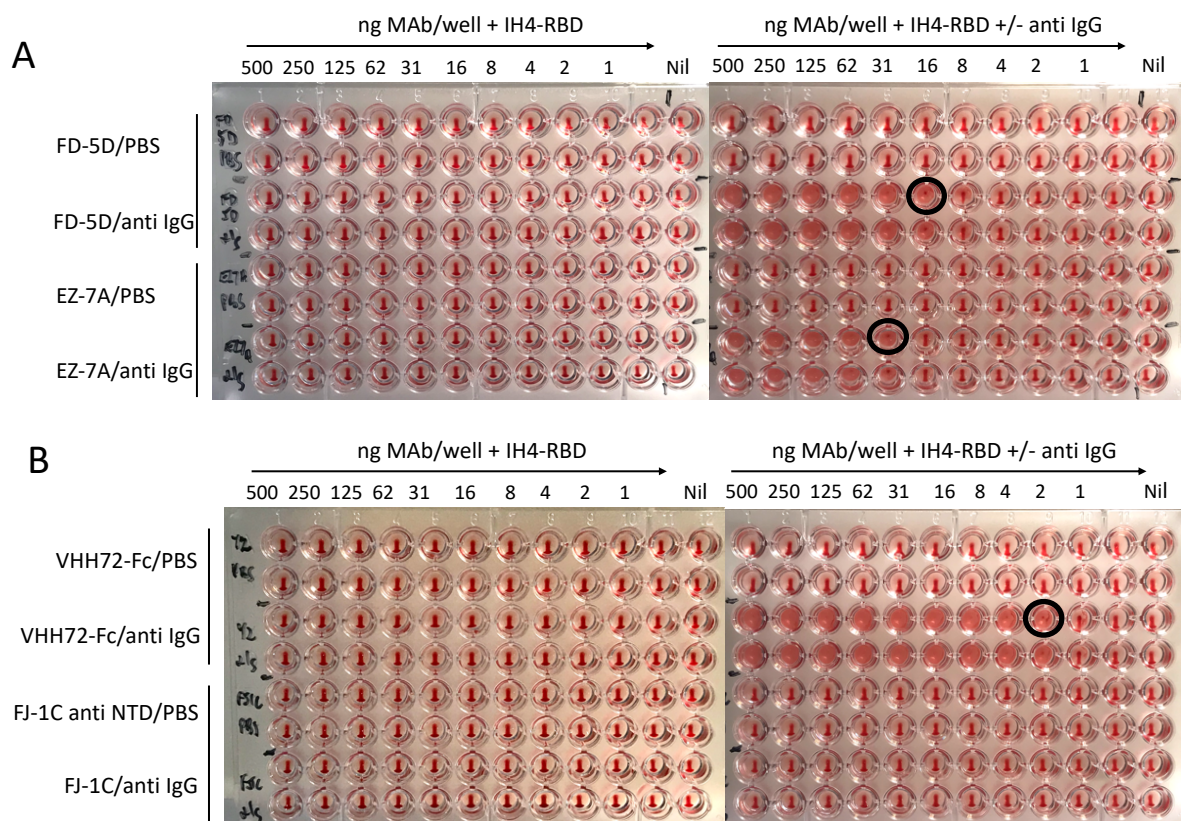 A
ng MAb/well + IH4-RBD
ng MAb/well + IH4-RBD +/- anti IgG
500 250 125 62 31 16 8 4 2 1 Nil
500 250 125 62 31 16 8 4 2 1 Nil
FD-5D/PBS
FD-5D/anti IgG
EZ-7A/PBS
EZ-7A/anti IgG
B
ng MAb/well + IH4-RBD
ng MAb/well + IH4-RBD +/- anti IgG
500 250 125 62 31 16 8 4 2 1 Nil
500 250 125 62 31 16 8 4 2 1 Nil
VHH72-Fc/PBS
VHH72-Fc/anti IgG
FJ-1C anti NTD/PBS
FJ-1C/anti IgG